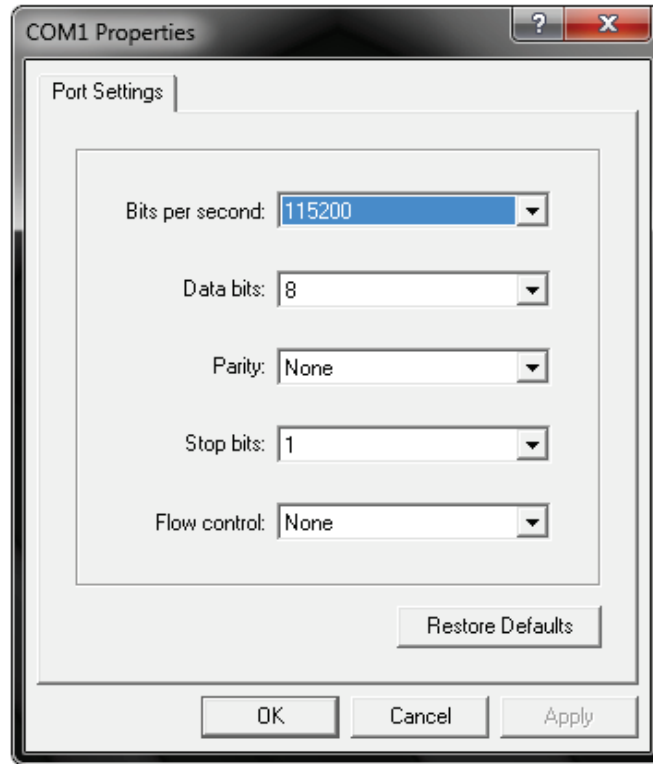 COM1 Properties
Port Settings
Bits per second: 115200
Data bits: 8
Parity: None
Stop bits: 1
Flow control: None
Restore Defaults
OK Cancel Apply